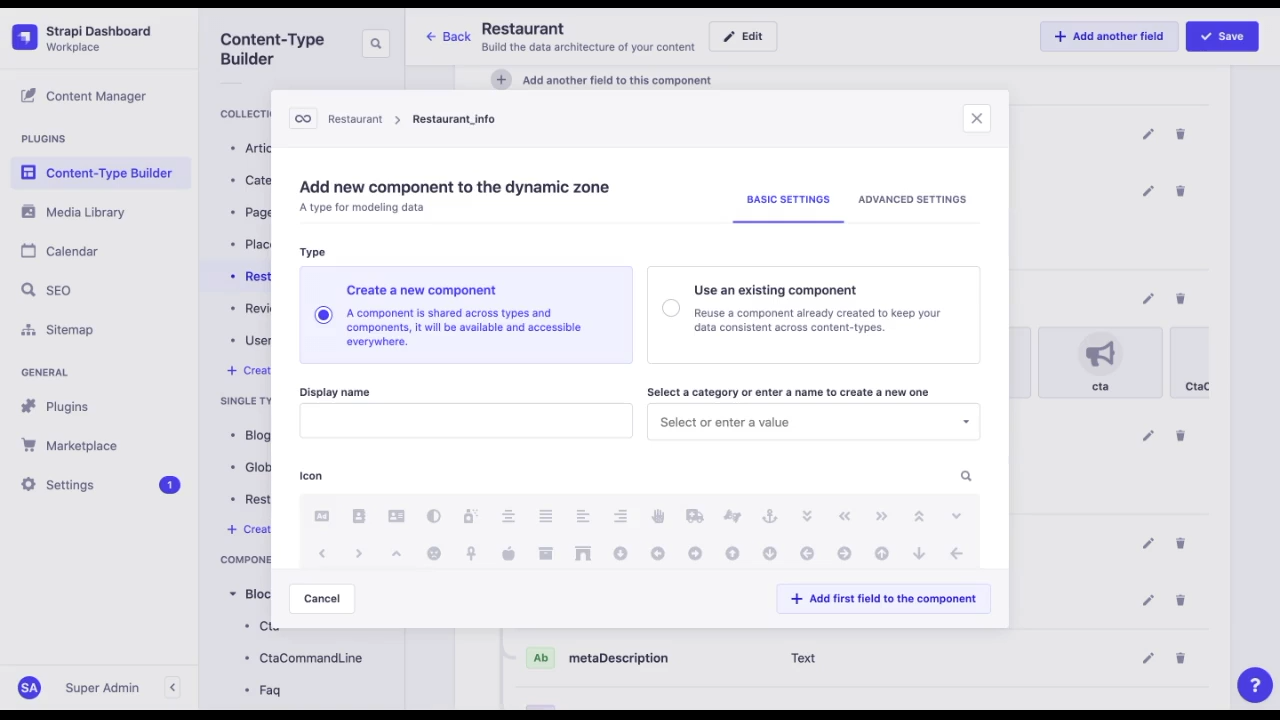 Strapi Dashboard
Workplace
Content Manager
PLUGINS
Content-Type Builder
Media Library
Calendar
SEO
Sitemap
GENERAL
Plugins
Marketplace
Settings
1
SA
Super Admin
Content-Type
Builder
COLLECTI
Artic
Cate
Page
Place
Rest
Revi
User
Creat
SINGLE TY
Blog
Glob
Rest
Creat
COMPONE
Bloc
Cta
CtaCommandLine
Faq
Back
Restaurant
Build the data architecture of your content
Edit
Add another field
Save
Add another field to this component
Restaurant
Restaurant_info
Add new component to the dynamic zone
A type for modeling data
BASIC SETTINGS
ADVANCED SETTINGS
Type
Create a new component
A component is shared across types and
components, it will be available and accessible
everywhere.
Use an existing component
Reuse a component already created to keep your
data consistent across content-types.
Display name
Select a category or enter a name to create a new one
Select or enter a value
Icon
Ad
Cancel
Add first field to the component
cta
CtaC
Ab
metaDescription
Text
?